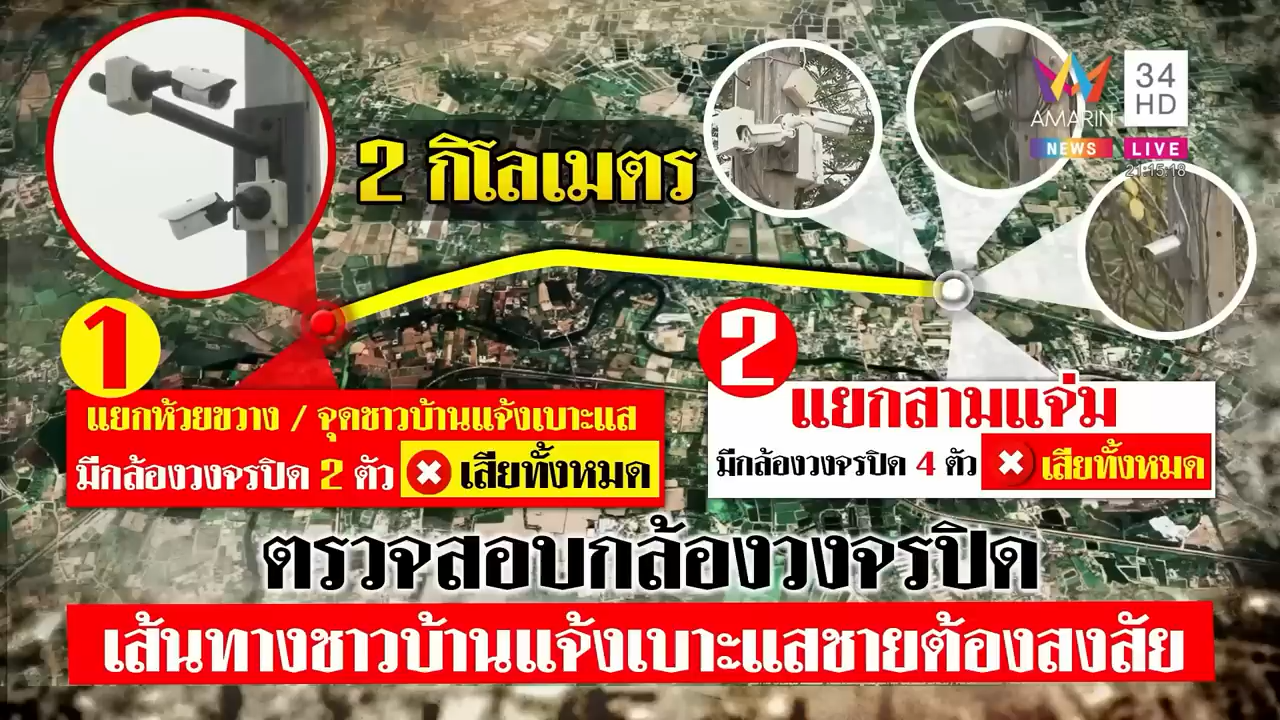 34
HD
AMARIN
NEWS LIVE
21:15:18
2 กิโลเมตร
1
แยกห้วยขวาง / จุดชาวบ้านแจ้งเบาะแส
มีกล้องวงจรปิด 2 ตัว เสียทั้งหมด
2
แยกสามแจ่ม
มีกล้องวงจรปิด 4 ตัว เสียทั้งหมด
ตรวจสอบกล้องวงจรปิด
เส้นทางชาวบ้านแจ้งเบาะแสชายต้องสงสัย